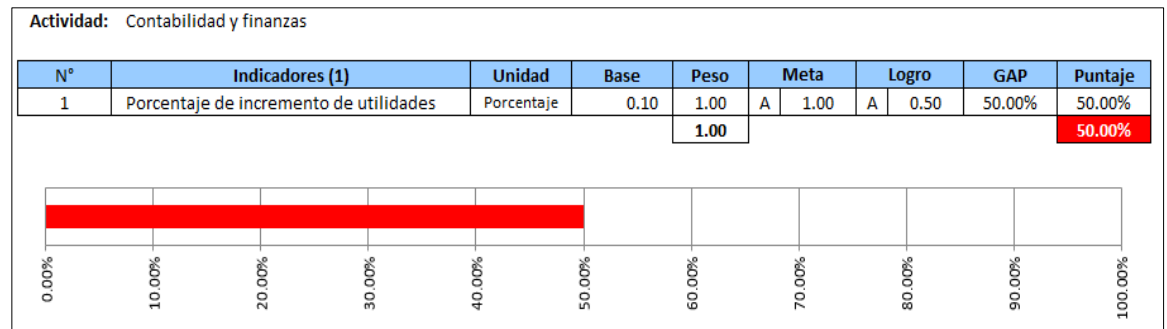 Actividad: Contabilidad y finanzas
N° Indicadores (1) Unidad Base Peso Meta Logro GAP Puntaje
1 Porcentaje de incremento de utilidades Porcentaje 0.10 1.00 A 1.00 A 0.50 50.00% 50.00%
1.00 50.00%
0.00% 10.00% 20.00% 30.00% 40.00% 50.00% 60.00% 70.00% 80.00% 90.00% 100.00%